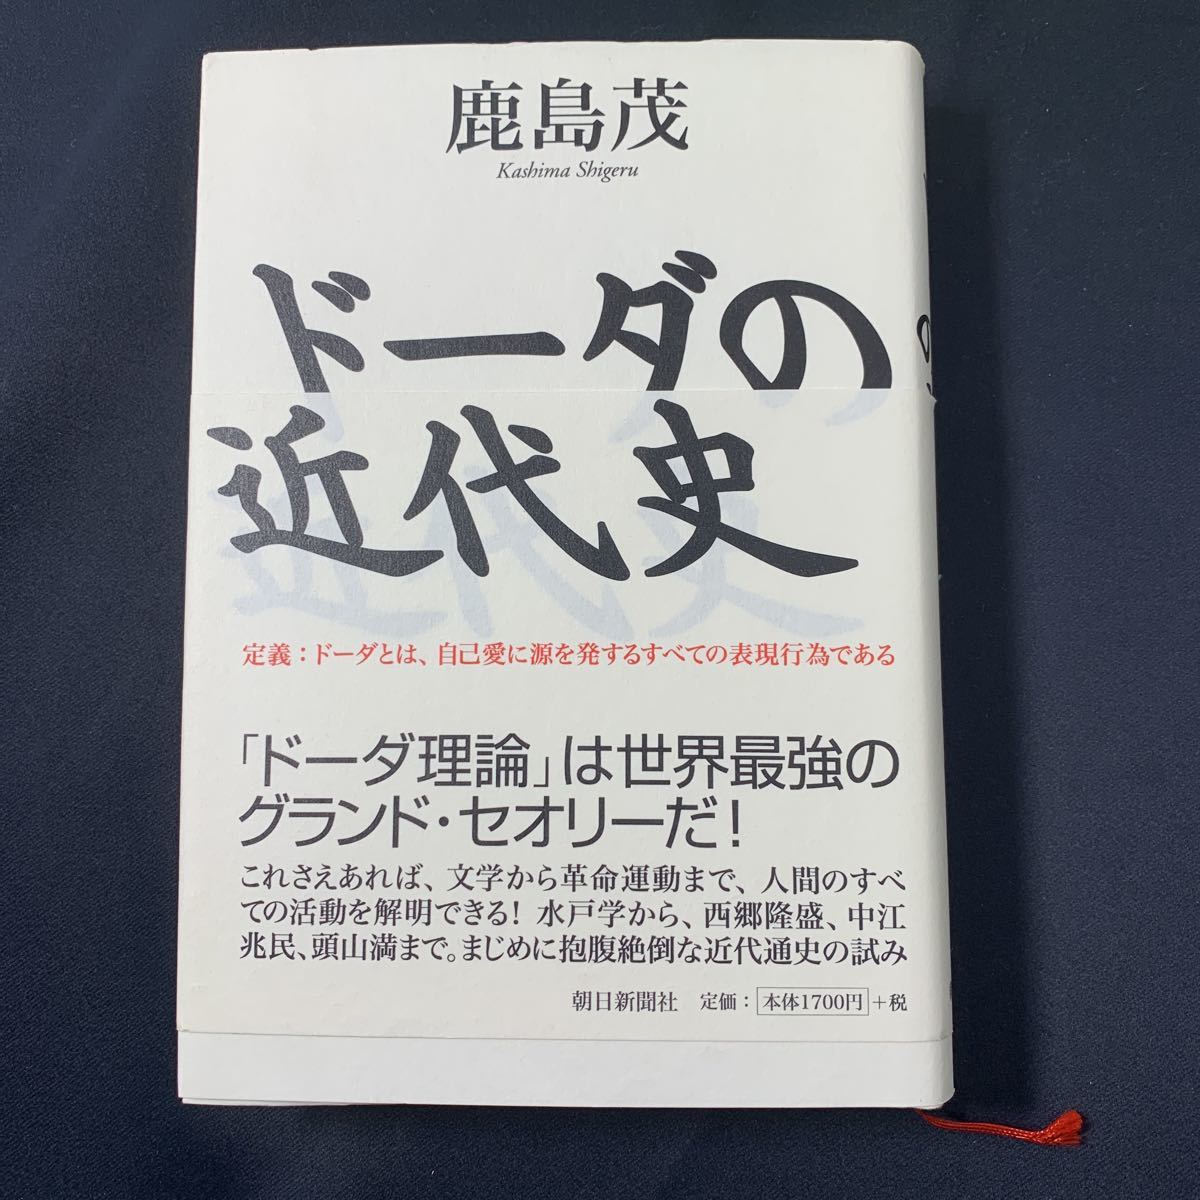 鹿島茂
Kashima Shigeru
ドーダの
近代史
定義：ドーダとは、自己愛に源を発するすべての表現行為である
「ドーダ理論」は世界最強の
グランド・セオリーだ！
これさえあれば、文学から革命運動まで、人間のすべ
ての活動を解明できる！ 水戸学から、西郷隆盛、中江
兆民、頭山満まで。まじめに抱腹絶倒な近代通史の試み
朝日新聞社 定価：本体1700円＋税